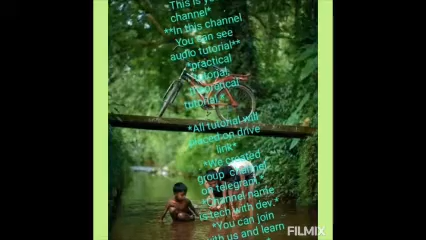 *This is
channel*
**In this channel
You can see
audio tutorial**
*practical
tutorial
tutorial.*
*All tutorial will
placed on drive
link*
*We created
group channel
on telegram.*
(Channel name
is tech with dev.*
*You can join
with us and learn
FILMIX